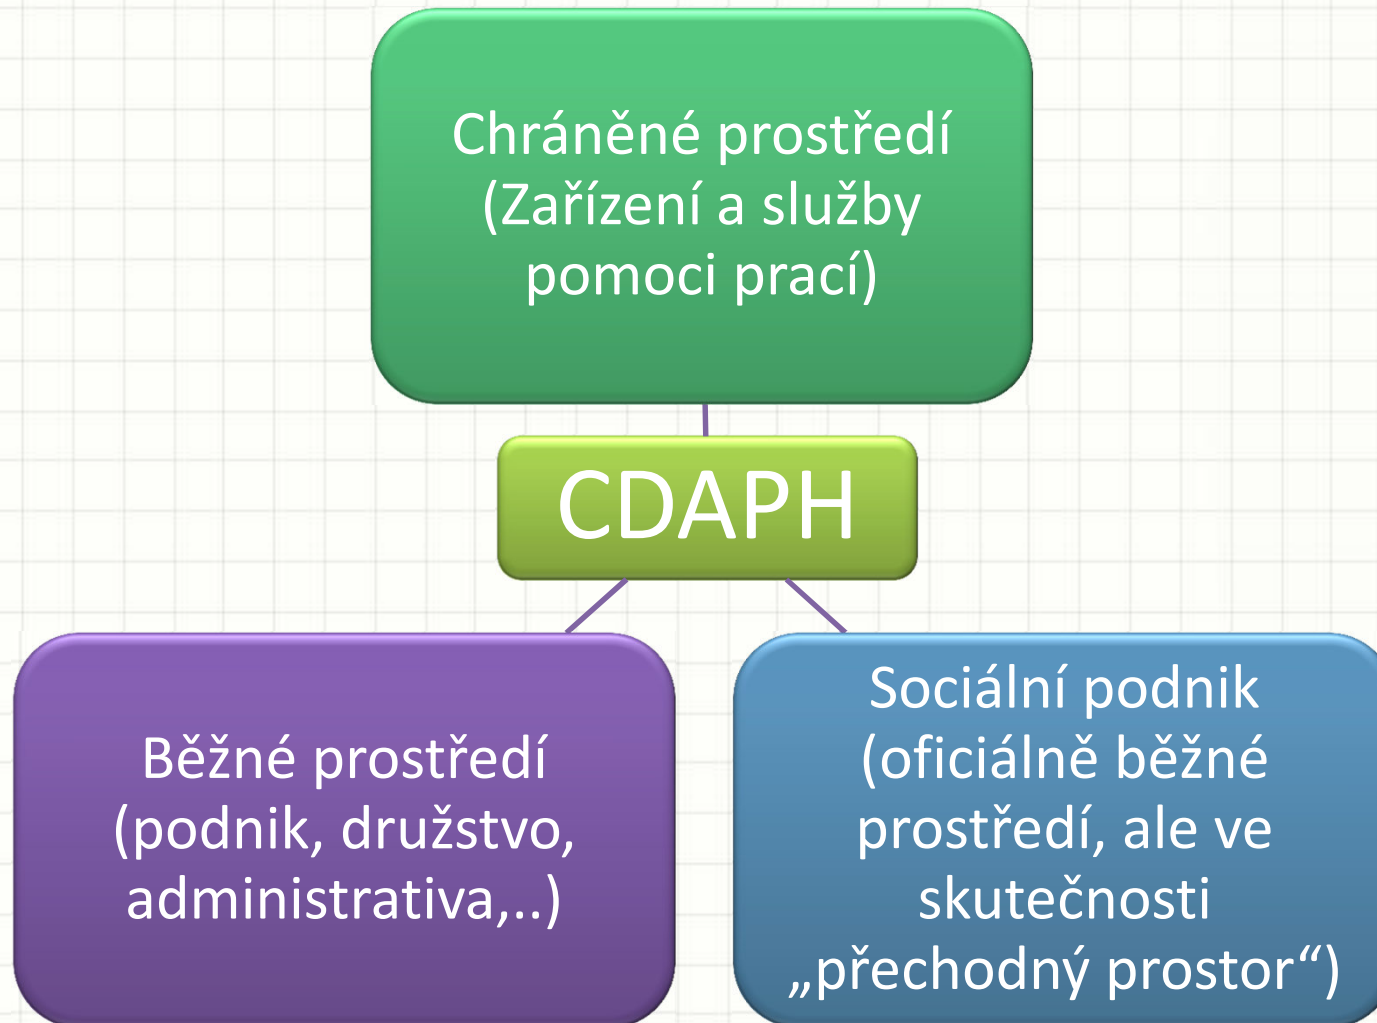 Chráněné prostředí
(Zařízení a služby
pomoci prací)
CDAPH
Běžné prostředí
(podnik, družstvo,
administrativa,..)
Sociální podnik
(oficiálně běžné
prostředí, ale ve
skutečnosti
„přechodný prostor“)